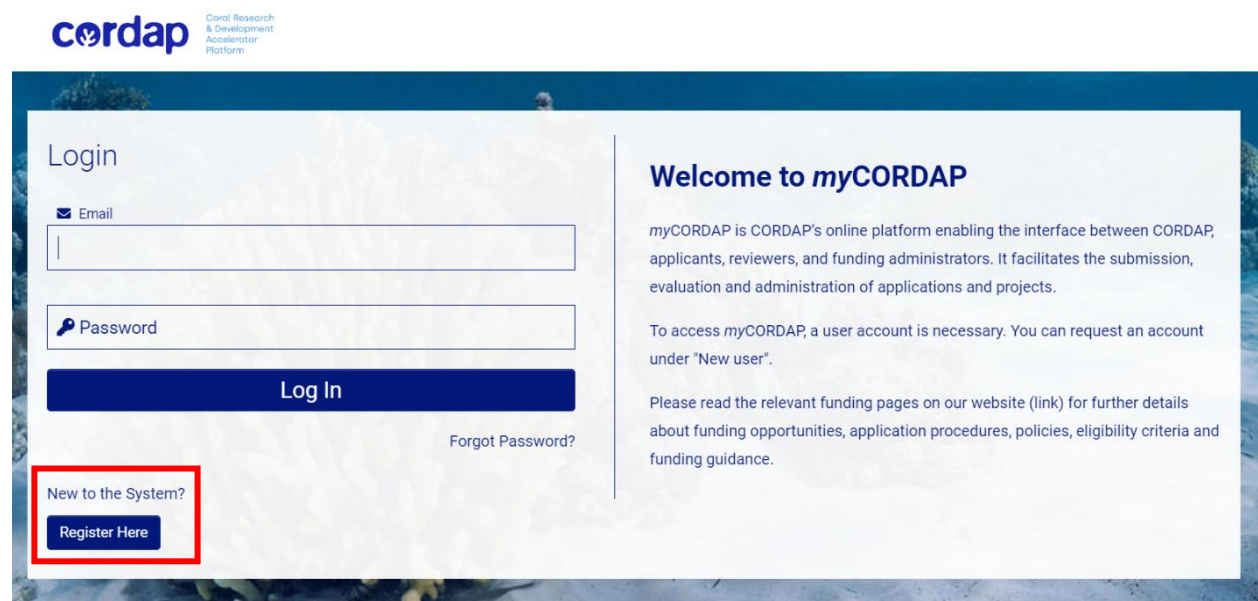 cordap
Coral Research
& Development
Accelerator
Platform
Login
Email
Password
Log In
Forgot Password?
New to the System?
Register Here
Welcome to myCORDAP
myCORDAP is CORDAP's online platform enabling the interface between CORDAP,
applicants, reviewers, and funding administrators. It facilitates the submission,
evaluation and administration of applications and projects.
To access myCORDAP, a user account is necessary. You can request an account
under "New user".
Please read the relevant funding pages on our website (link) for further details
about funding opportunities, application procedures, policies, eligibility criteria and
funding guidance.